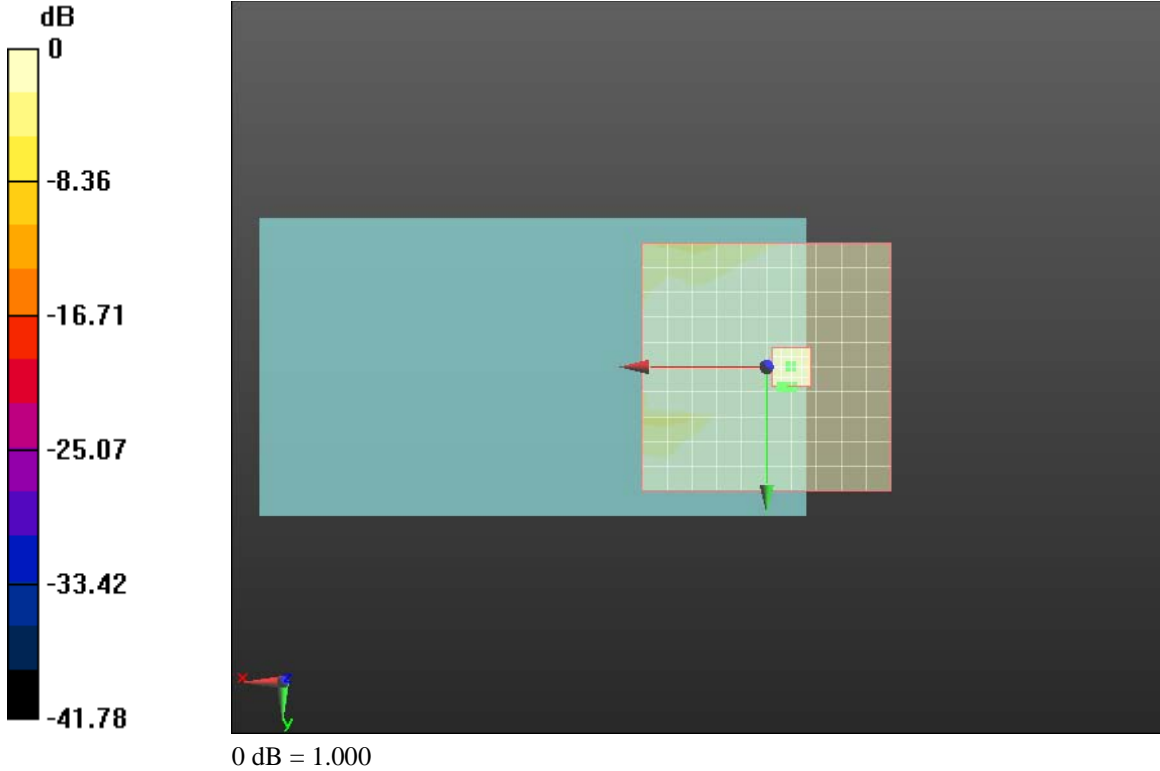 dB
0
-8.36
-16.71
-25.07
-33.42
-41.78
x
z
y
0 dB = 1.000